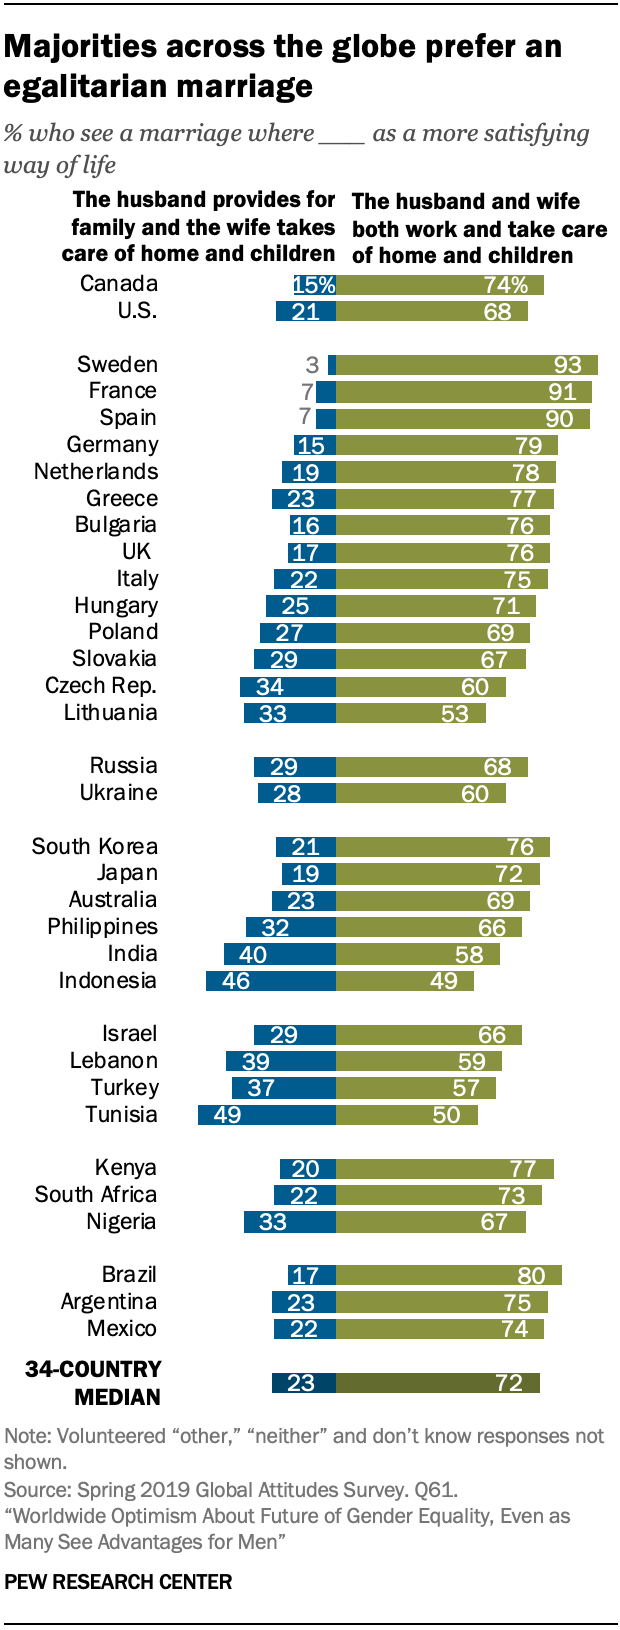 Majorities across the globe prefer an
egalitarian marriage
% who see a marriage where ___ as a more satisfying
way of life
The husband provides for
family and the wife takes
care of home and children
The husband and wife
both work and take care
of home and children
Canada 15% 74%
U.S. 21 68
Sweden 3 93
France 7 91
Spain 7 90
Germany 15 79
Netherlands 19 78
Greece 23 77
Bulgaria 16 76
UK 17 76
Italy 22 75
Hungary 25 71
Poland 27 69
Slovakia 29 67
Czech Rep. 34 60
Lithuania 33 53
Russia 29 68
Ukraine 28 60
South Korea 21 76
Japan 19 72
Australia 23 69
Philippines 32 66
India 40 58
Indonesia 46 49
Israel 29 66
Lebanon 39 59
Turkey 37 57
Tunisia 49 50
Kenya 20 77
South Africa 22 73
Nigeria 33 67
Brazil 17 80
Argentina 23 75
Mexico 22 74
34-COUNTRY
MEDIAN 23 72
Note: Volunteered “other,” “neither” and don’t know responses not
shown.
Source: Spring 2019 Global Attitudes Survey. Q61.
“Worldwide Optimism About Future of Gender Equality, Even as
Many See Advantages for Men”
PEW RESEARCH CENTER